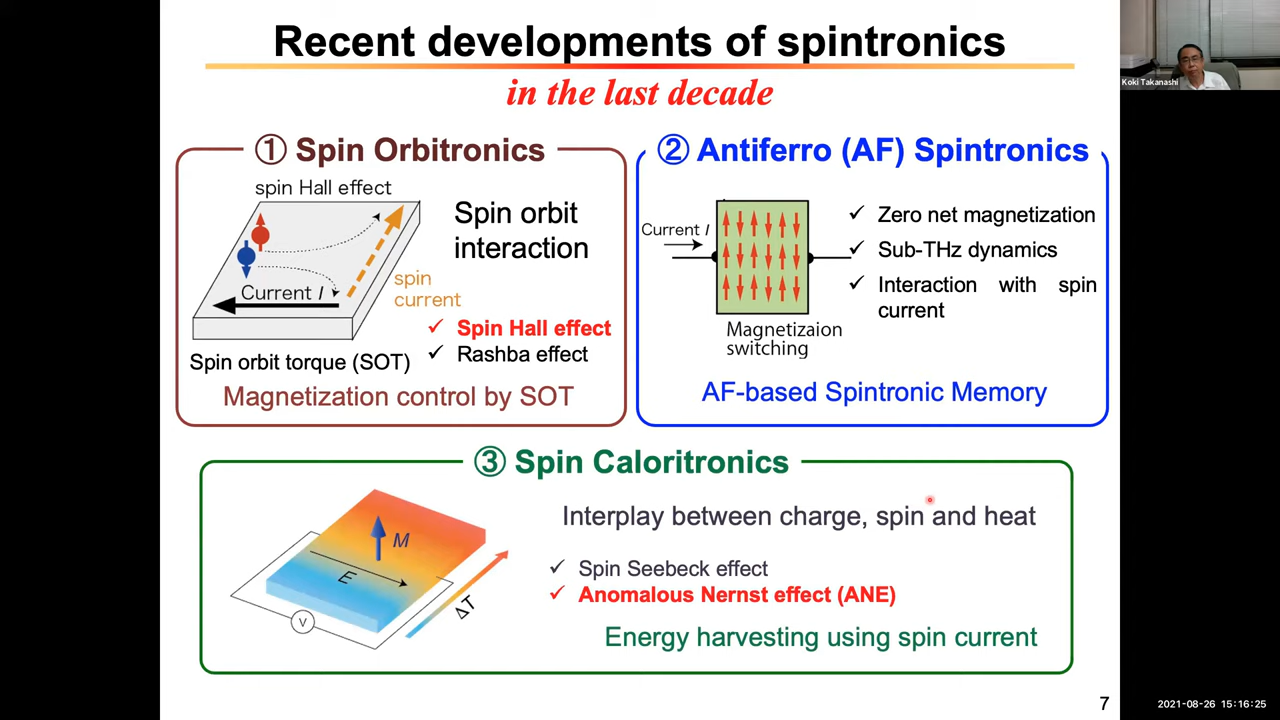 Recent developments of spintronics
in the last decade
Koki Takanashi
① Spin Orbitronics
spin Hall effect
Spin orbit
interaction
Current I
spin
current
✓ Spin Hall effect
✓ Rashba effect
Spin orbit torque (SOT)
Magnetization control by SOT
② Antiferro (AF) Spintronics
Current I
Magnetizaion
switching
✓ Zero net magnetization
✓ Sub-THz dynamics
✓ Interaction with spin
current
AF-based Spintronic Memory
③ Spin Caloritronics
M
E
ΔT
V
Interplay between charge, spin and heat
✓ Spin Seebeck effect
✓ Anomalous Nernst effect (ANE)
Energy harvesting using spin current
7
2021-08-26 15:16:25